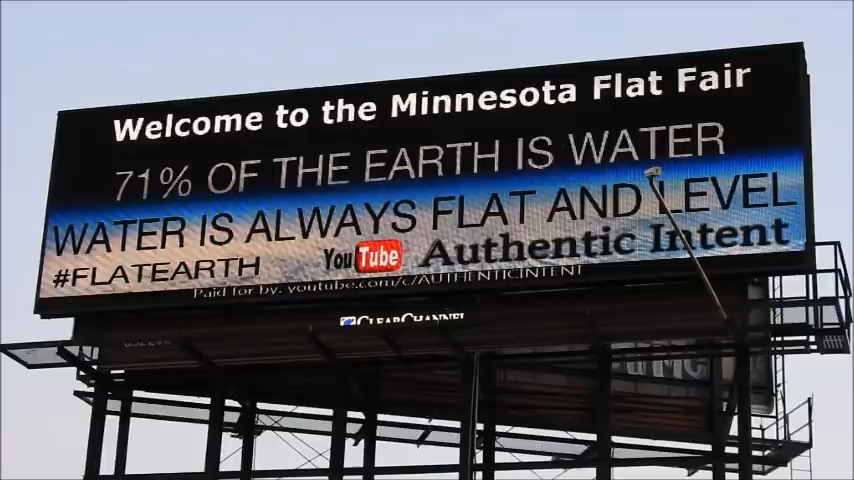 Welcome to the Minnesota Flat Fair
71% OF THE EARTH IS WATER
WATER IS ALWAYS FLAT AND LEVEL
#FLATEARTH YouTube Authentic Intent
Paid for by: youtube.com/c/AUTHENTICINTENT
CLEARCHANNEL